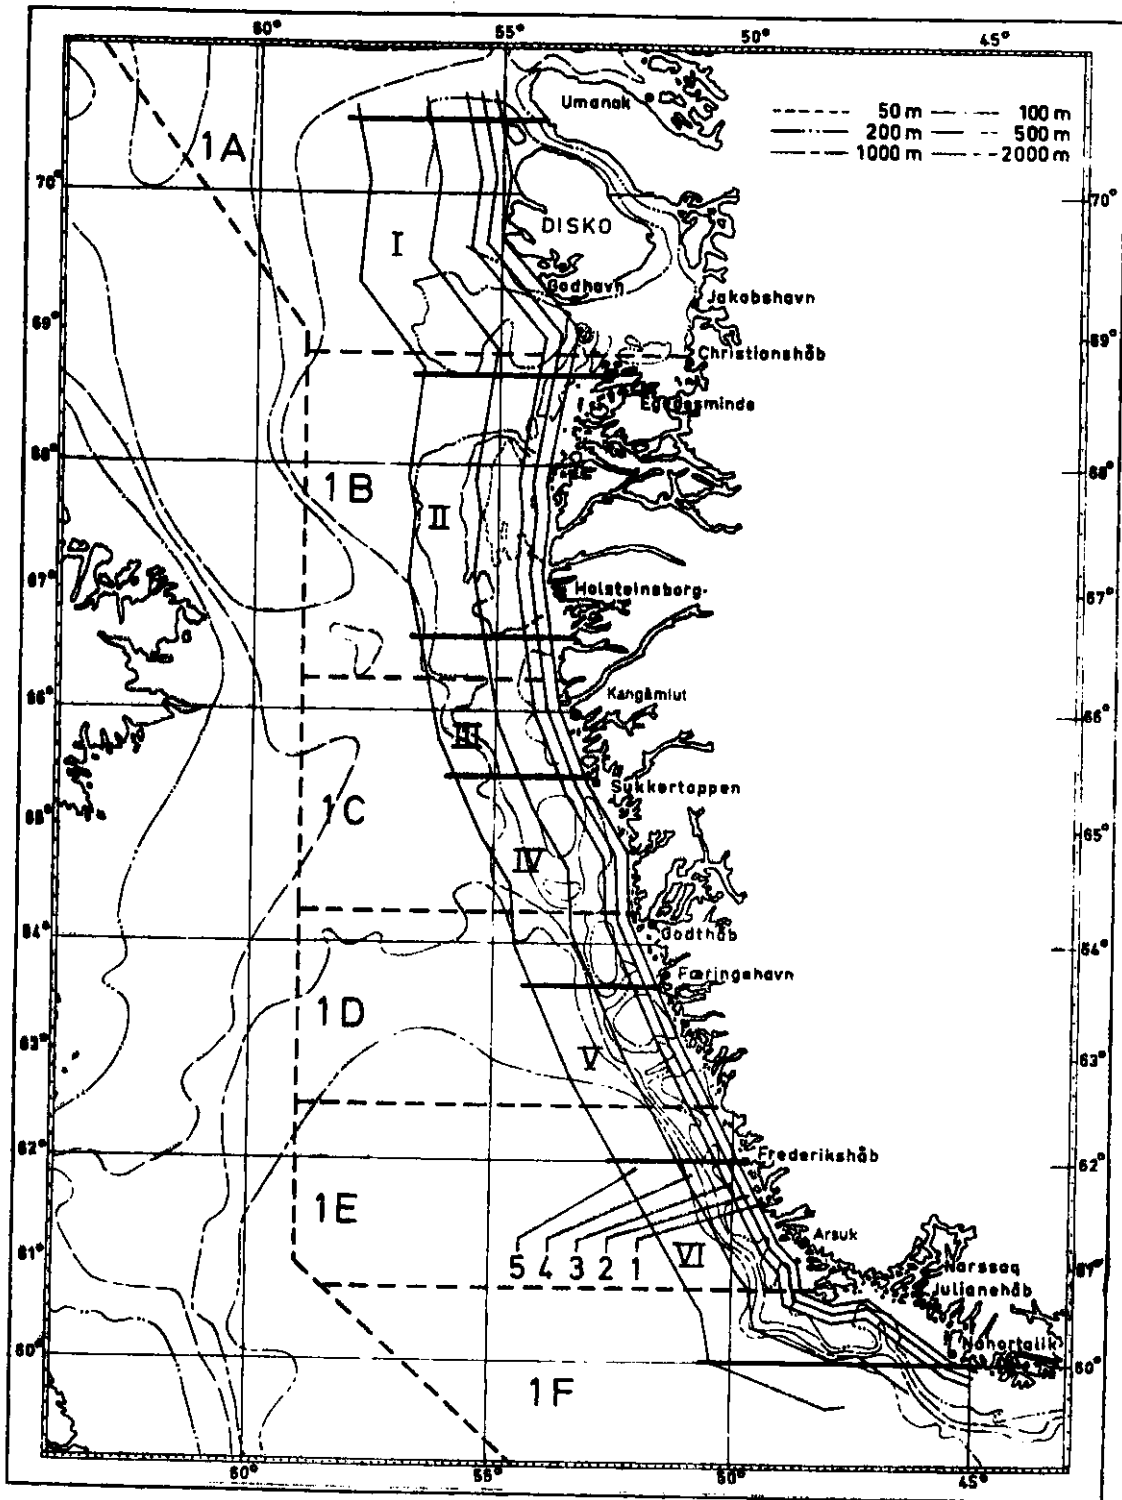 60° 55° 50° 45°
Umanak
50 m 100 m
200 m 500 m
1000 m 2000 m
1A
70° 70°
DISKO
I
Godhavn
Jakobshavn
69° 69°
Christianshåb
Egedesminde
68° 68°
1B
II
67° 67°
Holsteinsborg
Kangâmiut
66° 66°
III
Sukkertoppen
1C
65° 65°
IV
Godthåb
64° 64°
Færingehavn
1D
63° 63°
V
62° 62°
Frederikshåb
1E
Arsuk
VI
5 4 3 2 1
61° 61°
Narssaq
Julianehåb
Nanortalik
60° 60°
1F
60° 55° 50° 45°